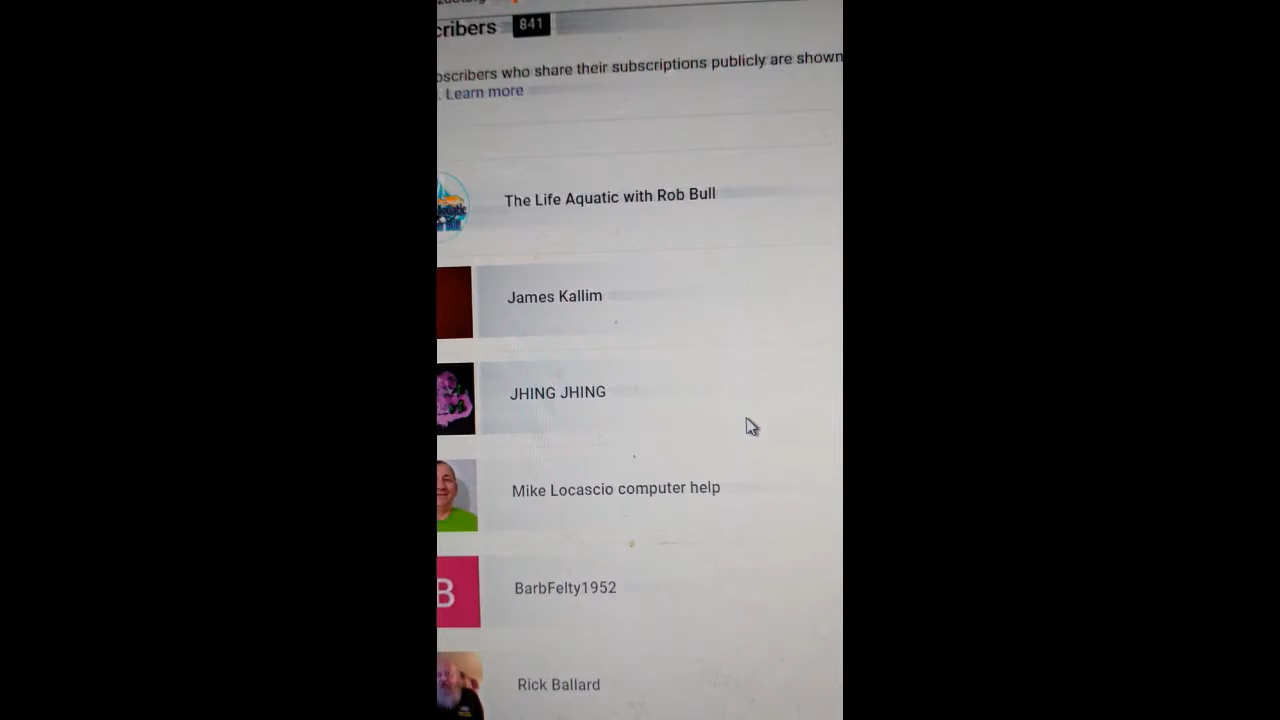 cribers 841
bscribers who share their subscriptions publicly are shown
. Learn more
The Life Aquatic with Rob Bull
James Kallim
JHING JHING
Mike Locascio computer help
B
BarbFelty1952
Rick Ballard